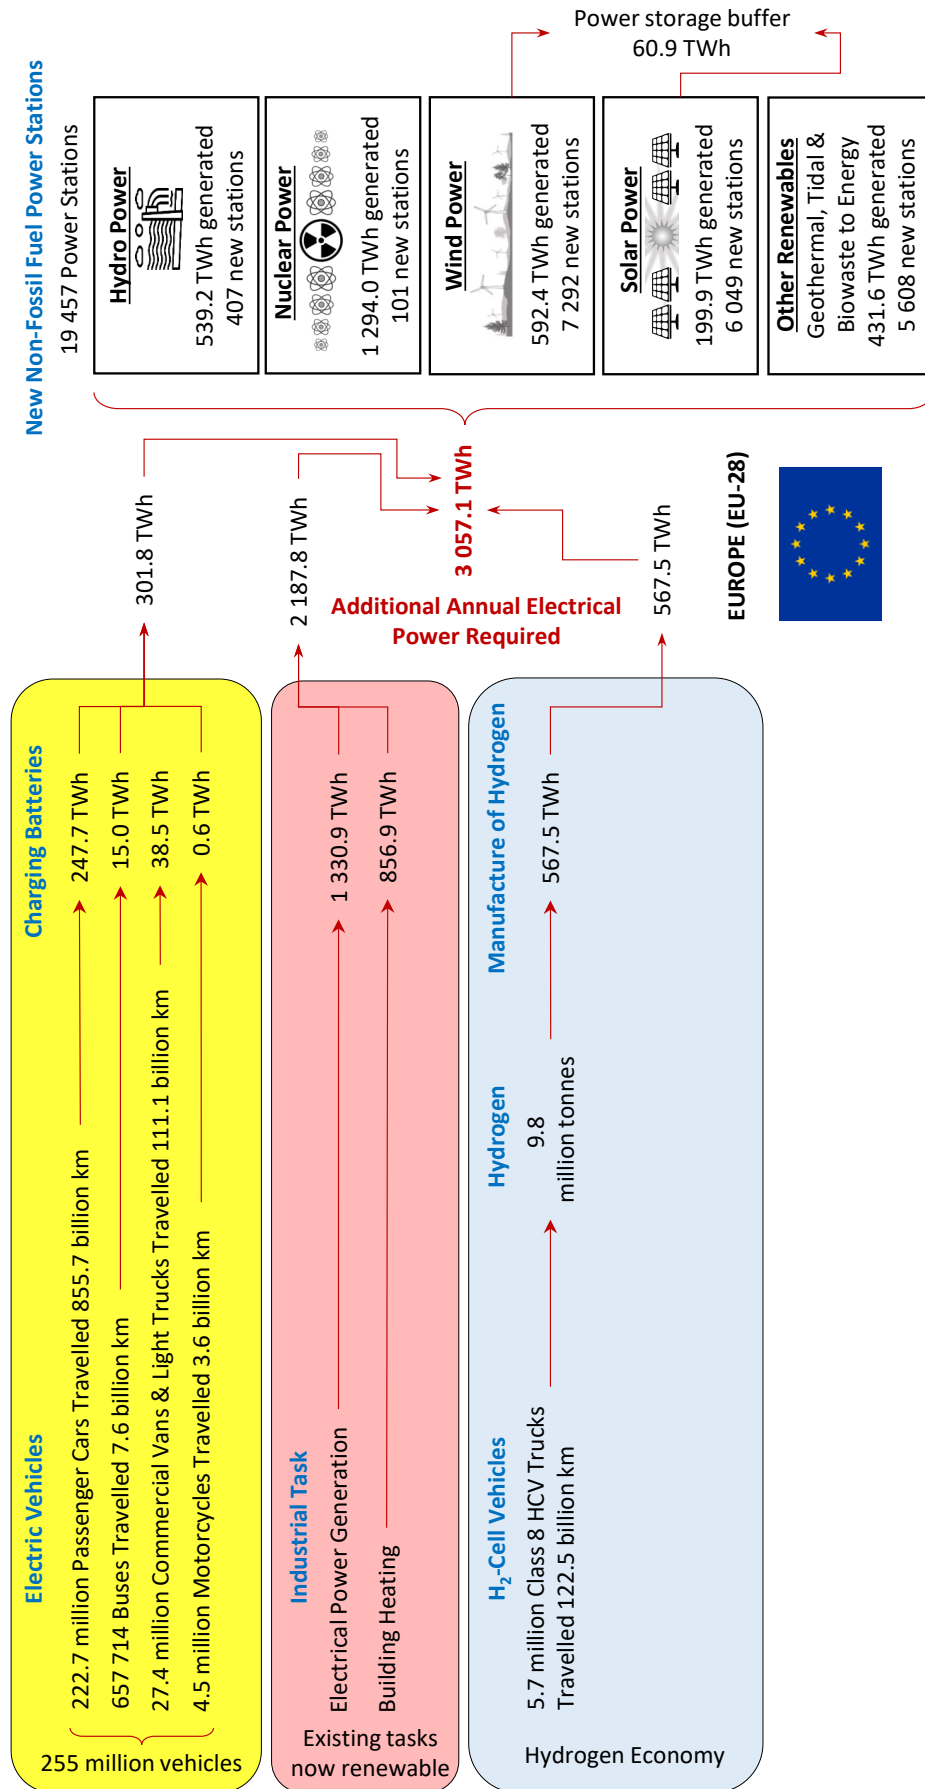 Electric Vehicles
Charging Batteries
222.7 million Passenger Cars Travelled 855.7 billion km
247.7 TWh
657 714 Buses Travelled 7.6 billion km
15.0 TWh
27.4 million Commercial Vans & Light Trucks Travelled 111.1 billion km
38.5 TWh
4.5 million Motorcycles Travelled 3.6 billion km
0.6 TWh
255 million vehicles
301.8 TWh
Industrial Task
Electrical Power Generation
1 330.9 TWh
Building Heating
856.9 TWh
Existing tasks
now renewable
2 187.8 TWh
H2-Cell Vehicles
Hydrogen
Manufacture of Hydrogen
5.7 million Class 8 HCV Trucks
Travelled 122.5 billion km
9.8
million tonnes
567.5 TWh
Hydrogen Economy
567.5 TWh
Additional Annual Electrical
Power Required
3 057.1 TWh
EUROPE (EU-28)
New Non-Fossil Fuel Power Stations
19 457 Power Stations
Hydro Power
539.2 TWh generated
407 new stations
Nuclear Power
1 294.0 TWh generated
101 new stations
Wind Power
592.4 TWh generated
7 292 new stations
Solar Power
199.9 TWh generated
6 049 new stations
Other Renewables
Geothermal, Tidal &
Biowaste to Energy
431.6 TWh generated
5 608 new stations
Power storage buffer
60.9 TWh